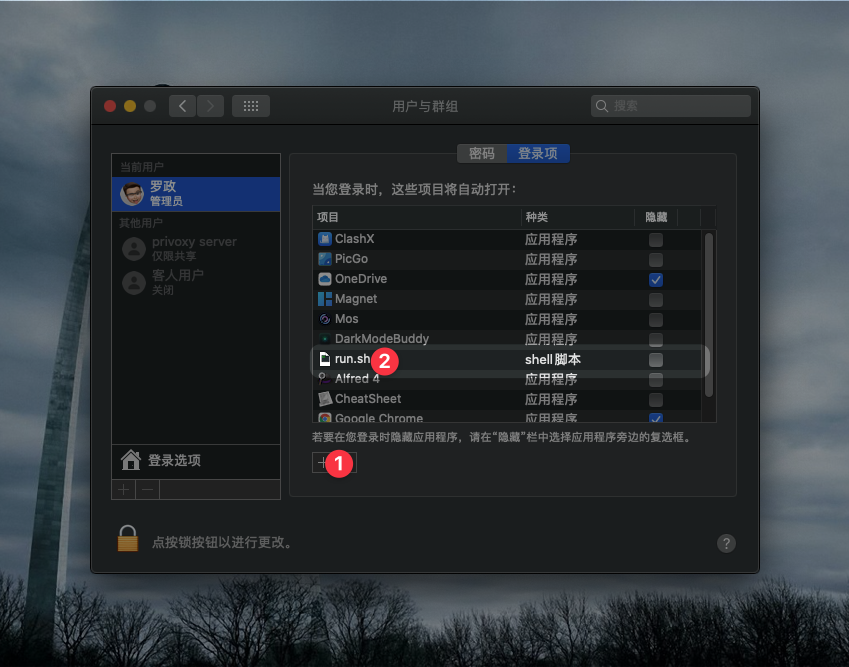 用户与群组
搜索
密码
登录项
当前用户
罗政
管理员
其他用户
privoxy server
仅限共享
客人用户
关闭
登录选项
当您登录时，这些项目将自动打开：
项目 种类 隐藏
ClashX 应用程序
PicGo 应用程序
OneDrive 应用程序
Magnet 应用程序
Mos 应用程序
DarkModeBuddy 应用程序
run.sh 2 shell脚本
Alfred 4 应用程序
CheatSheet 应用程序
Google Chrome 应用程序
若要在您登录时隐藏应用程序，请在“隐藏”栏中选择应用程序旁边的复选框。
1
点按锁按钮以进行更改。
?